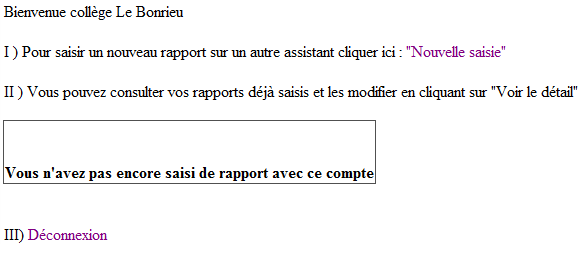 Bienvenue collège Le Bonrieu
I ) Pour saisir un nouveau rapport sur un autre assistant cliquer ici : "Nouvelle saisie"
II ) Vous pouvez consulter vos rapports déjà saisis et les modifier en cliquant sur "Voir le détail"
Vous n'avez pas encore saisi de rapport avec ce compte
III) Déconnexion